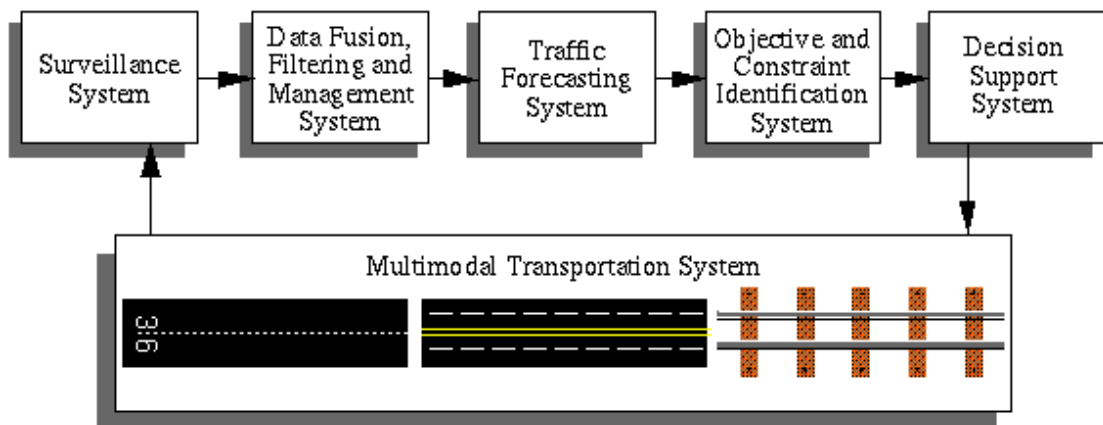 Surveillance
System
Data Fusion,
Filtering and
Management
System
Traffic
Forecasting
System
Objective and
Constraint
Identification
System
Decision
Support
System
Multimodal Transportation System
36